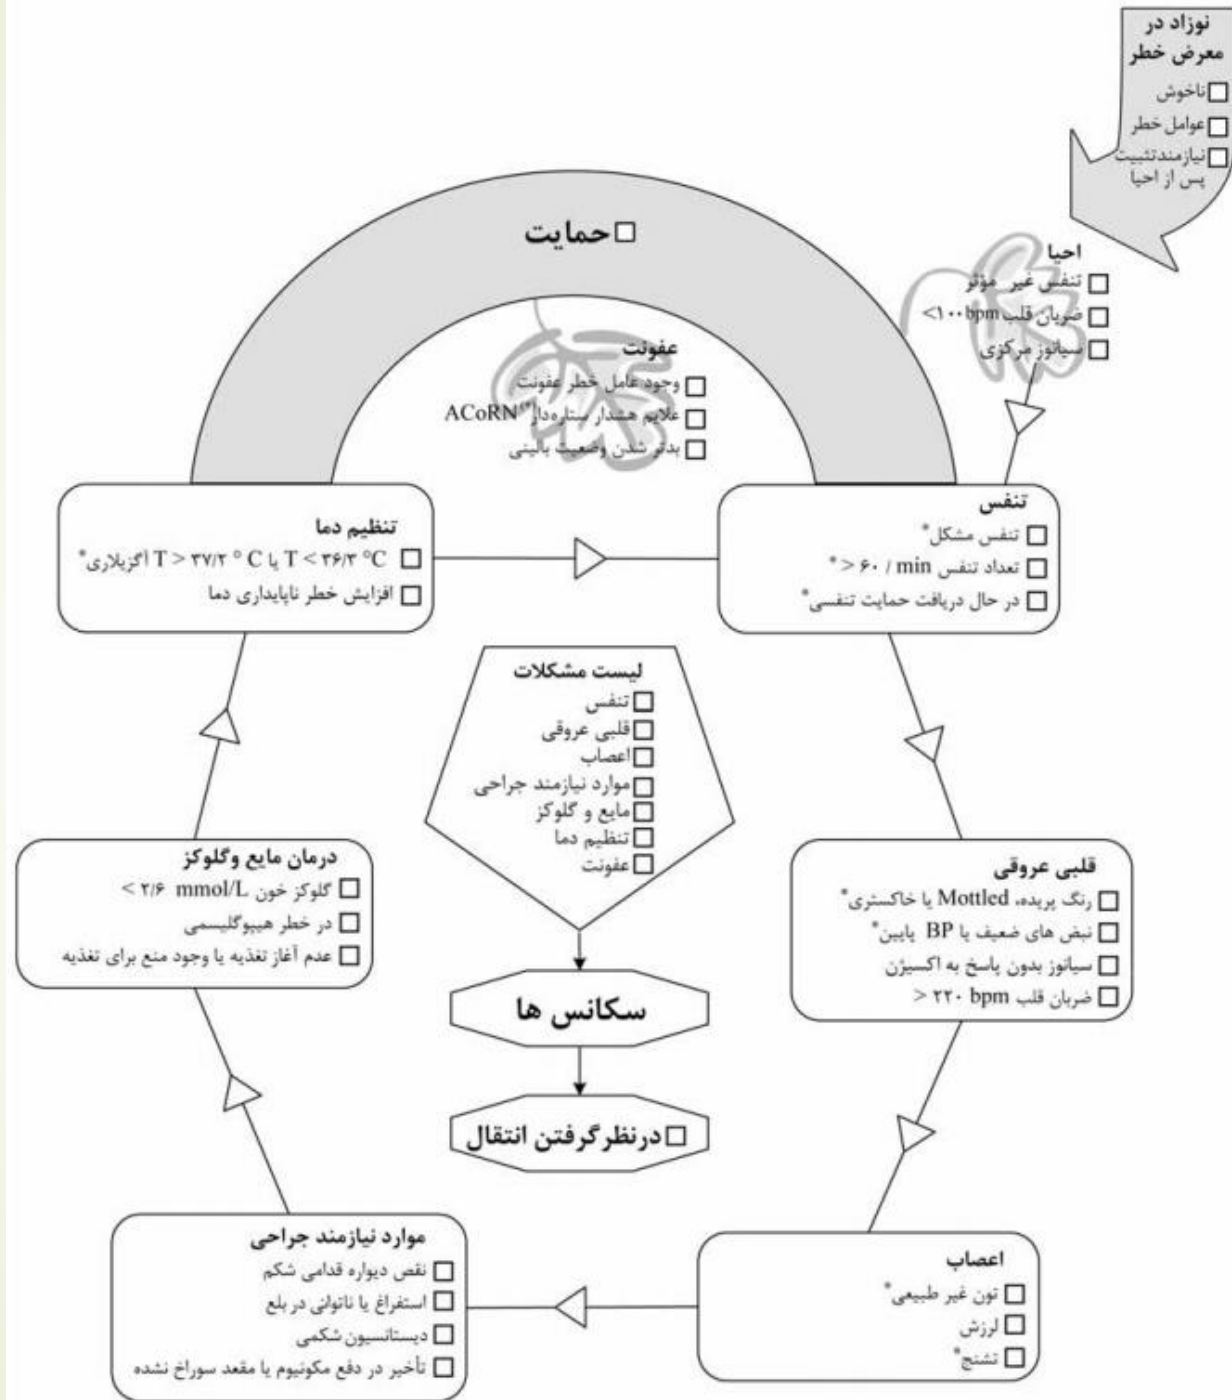 نوزاد در
معرض خطر
ناخوش
عوامل خطر
نیازمندتثبیت
پس از احیا
احیا
تنفس غیر مؤثر
ضربان قلب ۱۰۰bpm>
سیانوز مرکزی
حمایت
عفونت
وجود عامل خطر عفونت
علایم هشدار ستاره‌دار(*) ACoRN
بدتر شدن وضعیت بالینی
تنفس
تنفس مشکل*
تعداد تنفس ۶۰ / min < *
در حال دریافت حمایت تنفسی*
قلبی عروقی
رنگ پریده، Mottled یا خاکستری*
نبض های ضعیف یا BP پایین*
سیانوز بدون پاسخ به اکسیژن
ضربان قلب ۲۲۰ bpm <
اعصاب
تون غیر طبیعی*
لرزش
تشنج*
موارد نیازمند جراحی
نقص دیواره قدامی شکم
استفراغ یا ناتوانی در بلع
دیستانسیون شکمی
تأخیر در دفع مکونیوم یا مقعد سوراخ نشده
درمان مایع وگلوکز
گلوکز خون ۲/۶ mmol/L >
در خطر هیپوگلیسمی
عدم آغاز تغذیه یا وجود منع برای تغذیه
تنظیم دما
T < ۳۶/۳ °C یا T > ۳۷/۲ ° C آگزیلاری*
افزایش خطر ناپایداری دما
لیست مشکلات
تنفس
قلبی عروقی
اعصاب
موارد نیازمند جراحی
مایع و گلوکز
تنظیم دما
عفونت
سکانس ها
درنظرگرفتن انتقال